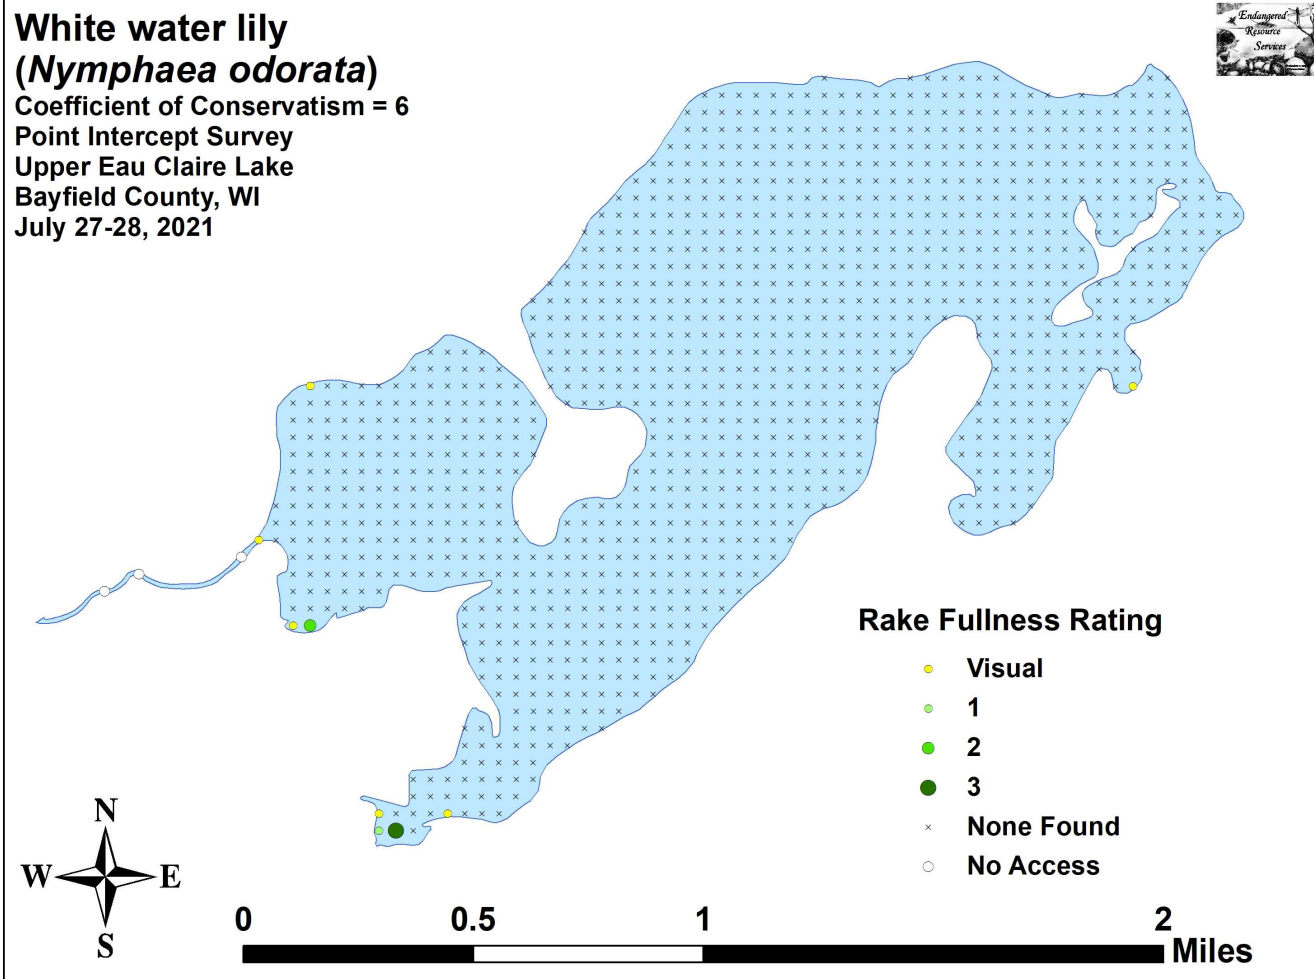 White water lily
(Nymphaea odorata)
Coefficient of Conservatism = 6
Point Intercept Survey
Upper Eau Claire Lake
Bayfield County, WI
July 27-28, 2021
Endangered
Resource
Services
Rake Fullness Rating
Visual
1
2
3
None Found
No Access
N
W E
S
0 0.5 1 2
Miles